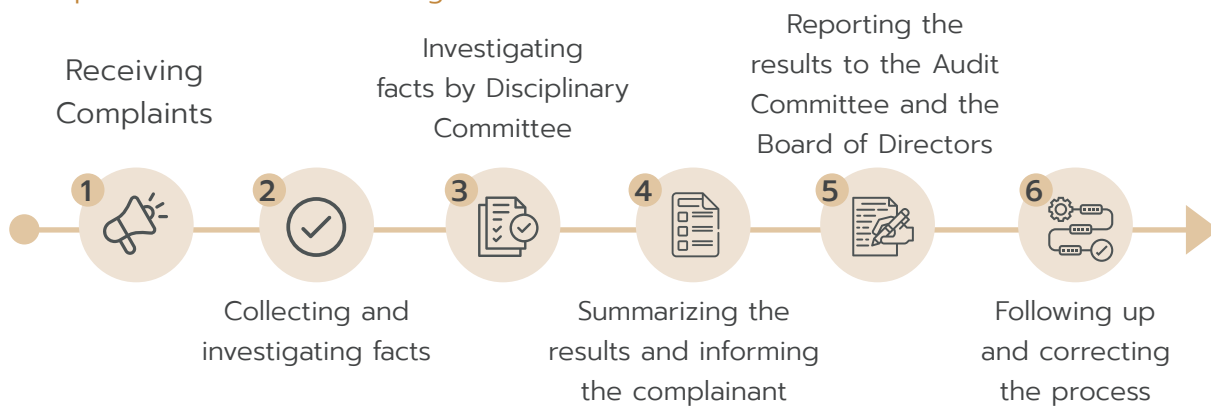 Receiving
Complaints
1
2
Collecting and
investigating facts
Investigating
facts by Disciplinary
Committee
3
4
Summarizing the
results and informing
the complainant
Reporting the
results to the Audit
Committee and the
Board of Directors
5
6
Following up
and correcting
the process